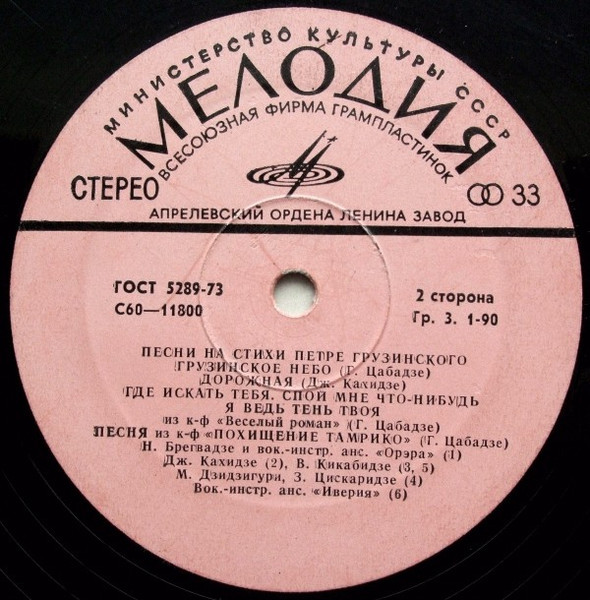 МИНИСТЕРСТВО КУЛЬТУРЫ СССР
МЕЛОДИЯ
ВСЕСОЮЗНАЯ ФИРМА ГРАМПЛАСТИНОК
СТЕРЕО
33
АПРЕЛЕВСКИЙ ОРДЕНА ЛЕНИНА ЗАВОД
ГОСТ 5289-73
С60—11800
2 сторона
Гр. 3. 1-90
ПЕСНИ НА СТИХИ ПЕТРЕ ГРУЗИНСКОГО
ГРУЗИНСКОЕ НЕБО (Г. Цабадзе)
ДОРОЖНАЯ (Дж. Кахидзе)
ГДЕ ИСКАТЬ ТЕБЯ. СПОЙ МНЕ ЧТО-НИБУДЬ
Я ВЕДЬ ТЕНЬ ТВОЯ
из к-ф «Веселый роман» (Г. Цабадзе)
ПЕСНЯ из к-ф «ПОХИЩЕНИЕ ТАМРИКО» (Г. Цабадзе)
Н. Брегвадзе и вок.-инстр. анс. «Орэра» (1)
Дж. Кахидзе (2), В. Кикабидзе (3, 5)
М. Дзидзигури, З. Цискаридзе (4)
Вок.-инстр. анс. «Иверия» (6)